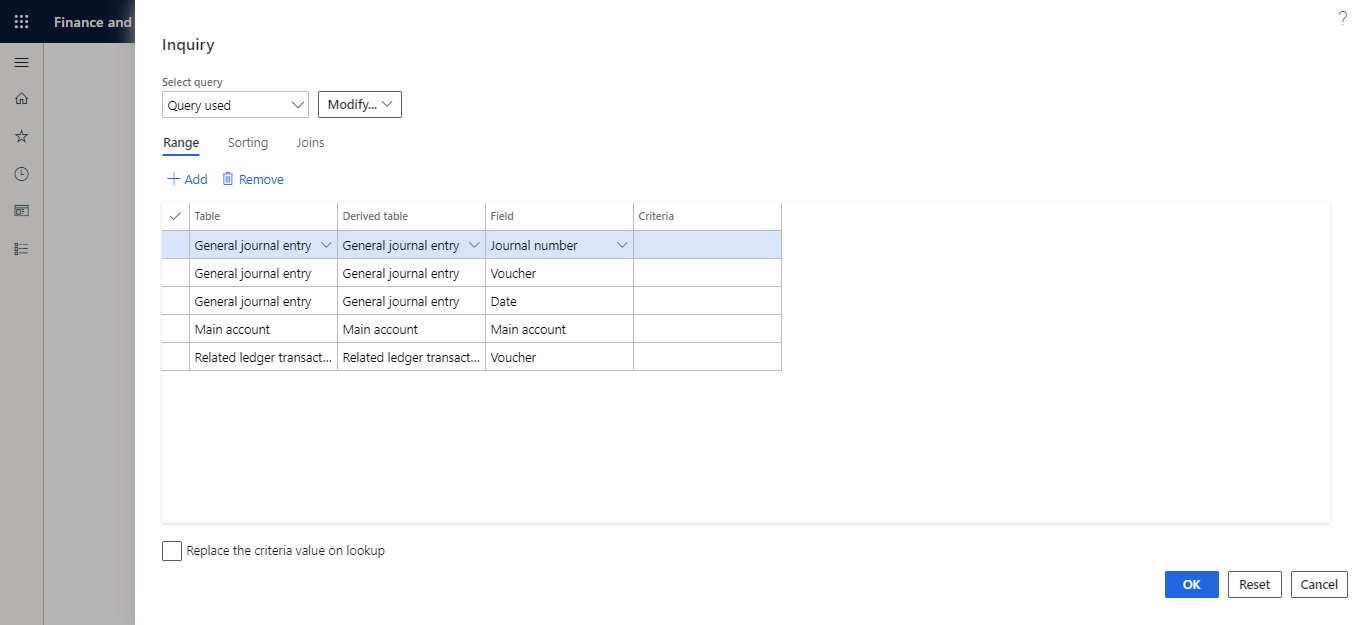 Finance and
?
Inquiry
Select query
Query used Modify...
Range Sorting Joins
Add Remove
Table Derived table Field Criteria
General journal entry General journal entry Journal number
General journal entry General journal entry Voucher
General journal entry General journal entry Date
Main account Main account Main account
Related ledger transact... Related ledger transact... Voucher
Replace the criteria value on lookup
OK Reset Cancel